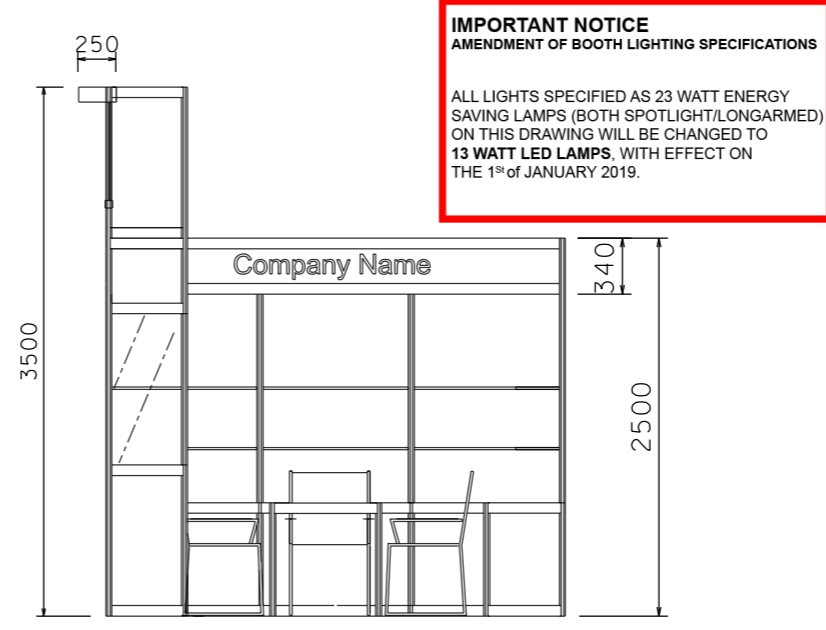 IMPORTANT NOTICE
AMENDMENT OF BOOTH LIGHTING SPECIFICATIONS
ALL LIGHTS SPECIFIED AS 23 WATT ENERGY
SAVING LAMPS (BOTH SPOTLIGHT/LONGARMED)
ON THIS DRAWING WILL BE CHANGED TO
13 WATT LED LAMPS, WITH EFFECT ON
THE 1St of JANUARY 2019.
250
Company Name
340
3500
2500